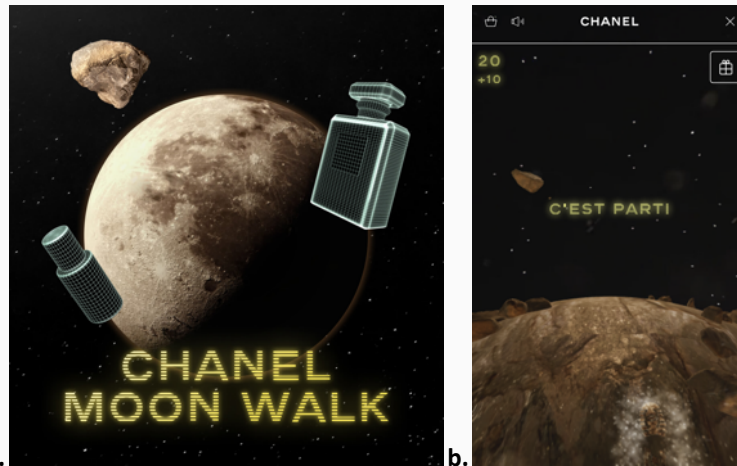 CHANEL
MOON WALK
.
b.
CHANEL
20
+10
C'EST PARTI